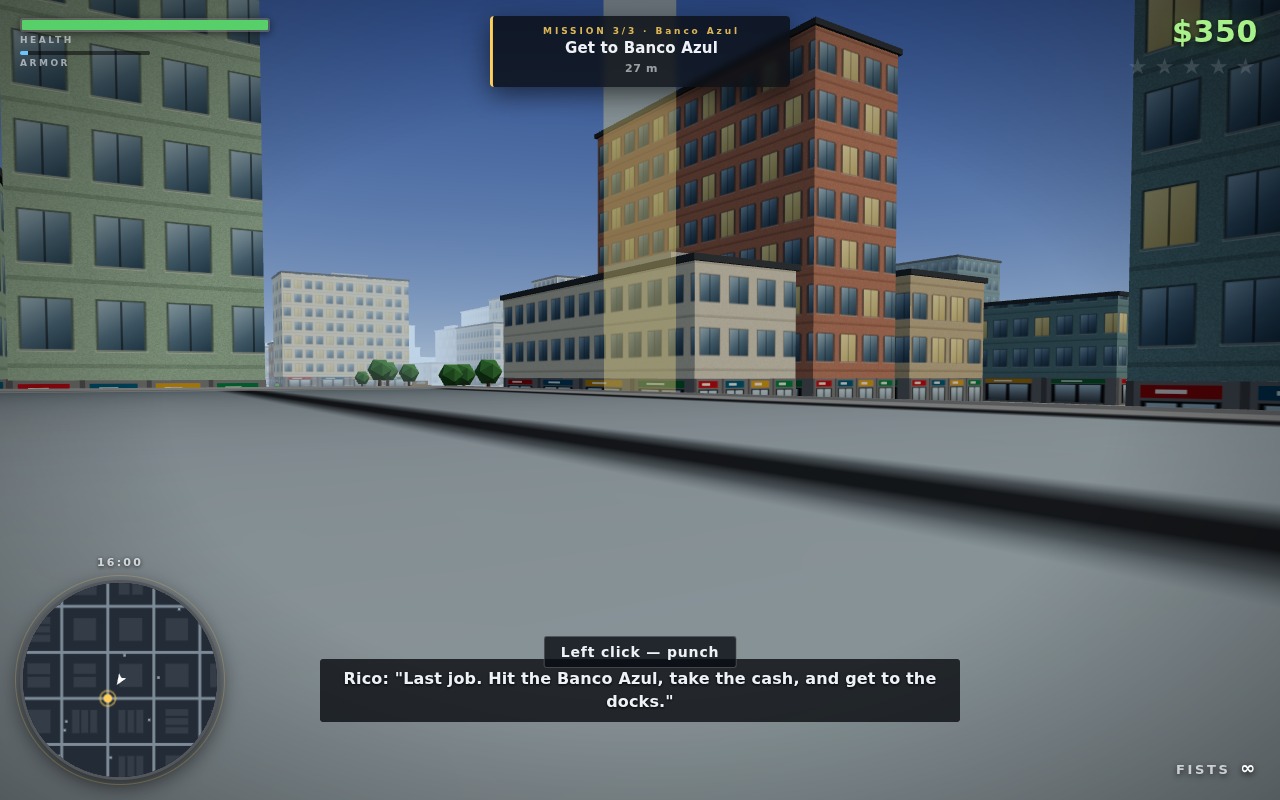 HEALTH
ARMOR
MISSION 3/3 · Banco Azul
Get to Banco Azul
27 m
$350
16:00
Left click — punch
Rico: "Last job. Hit the Banco Azul, take the cash, and get to the
docks."
FISTS ∞